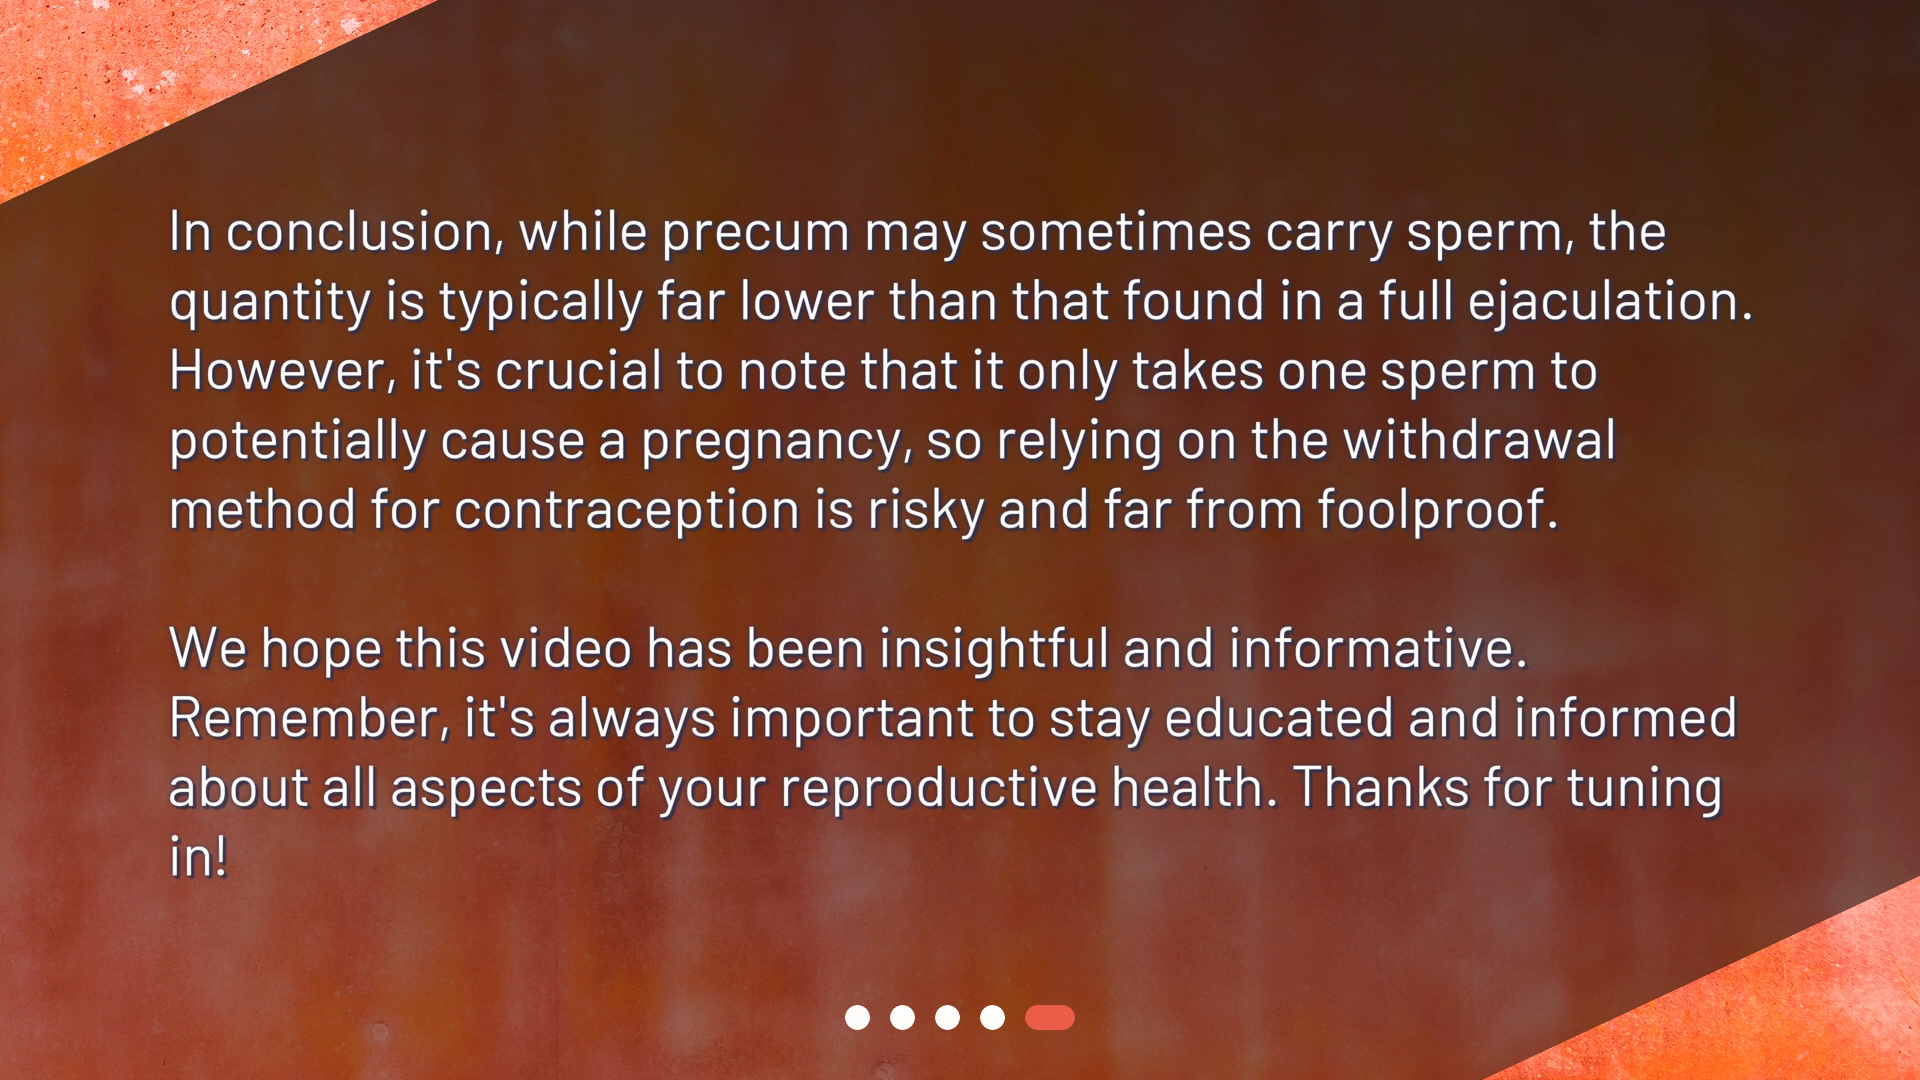 In conclusion, while precum may sometimes carry sperm, the
quantity is typically far lower than that found in a full ejaculation.
However, it's crucial to note that it only takes one sperm to
potentially cause a pregnancy, so relying on the withdrawal
method for contraception is risky and far from foolproof.
We hope this video has been insightful and informative.
Remember, it's always important to stay educated and informed
about all aspects of your reproductive health. Thanks for tuning
in!